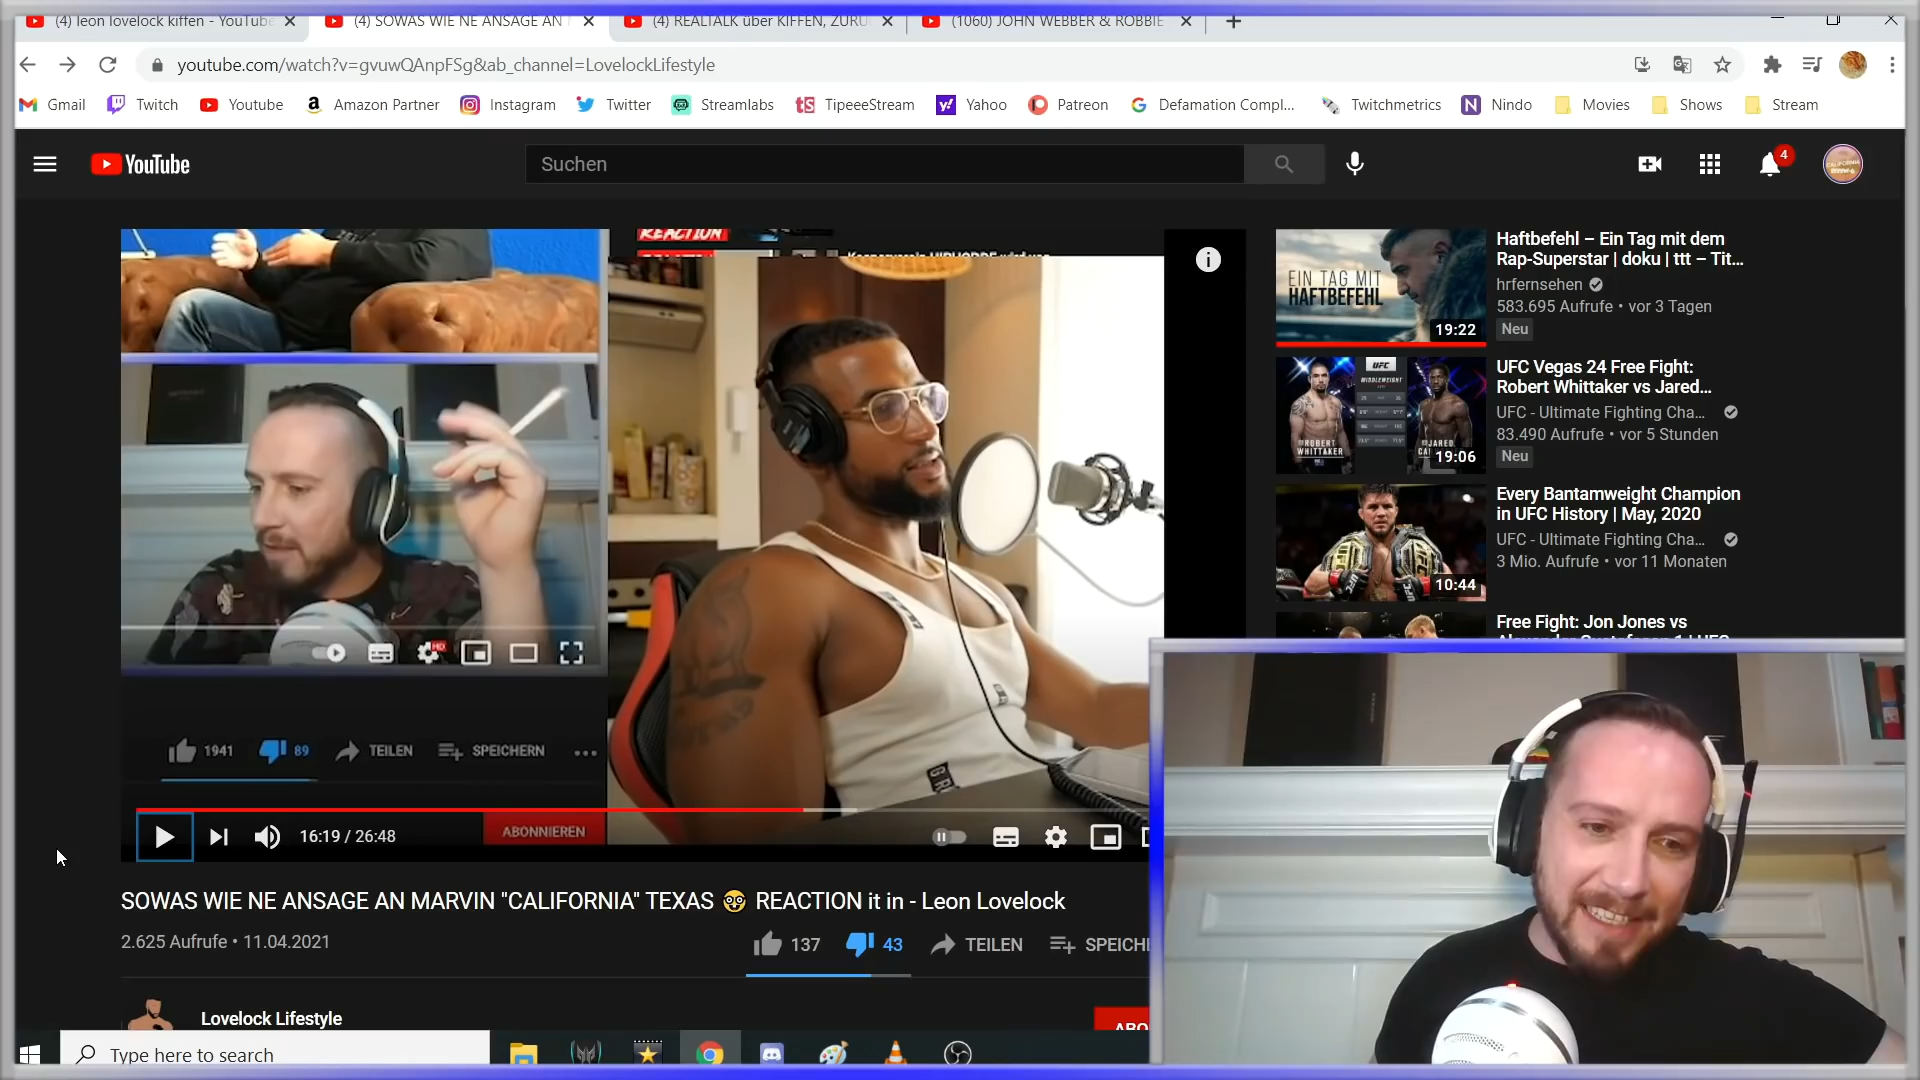 (4) leon lovelock kiffen - YouTube
(4) SOWAS WIE NE ANSAGE AN
(4) REALTALK über KIFFEN, ZURÜ
(1060) JOHN WEBBER & ROBBIE
youtube.com/watch?v=gvuwQAnpFSg&ab_channel=LovelockLifestyle
Gmail
Twitch
Youtube
Amazon Partner
Instagram
Twitter
Streamlabs
TipeeeStream
Yahoo
Patreon
Defamation Compl...
Twitchmetrics
Nindo
Movies
Shows
Stream
YouTube
Suchen
4
REACTION
EIN TAG MIT
HAFTBEFEHL
19:22
Haftbefehl – Ein Tag mit dem
Rap-Superstar | doku | ttt – Tit...
hrfernsehen
583.695 Aufrufe • vor 3 Tagen
Neu
UFC
MIDDLEWEIGHT
ROBERT
WHITTAKER
JARED
19:06
UFC Vegas 24 Free Fight:
Robert Whittaker vs Jared...
UFC - Ultimate Fighting Cha...
83.490 Aufrufe • vor 5 Stunden
Neu
10:44
Every Bantamweight Champion
in UFC History | May, 2020
UFC - Ultimate Fighting Cha...
3 Mio. Aufrufe • vor 11 Monaten
Free Fight: Jon Jones vs
HD
1941
89
TEILEN
SPEICHERN
ABONNIEREN
16:19 / 26:48
SOWAS WIE NE ANSAGE AN MARVIN "CALIFORNIA" TEXAS 🤓 REACTION it in - Leon Lovelock
2.625 Aufrufe • 11.04.2021
137
43
TEILEN
SPEICHE
Lovelock Lifestyle
ABO
Type here to search